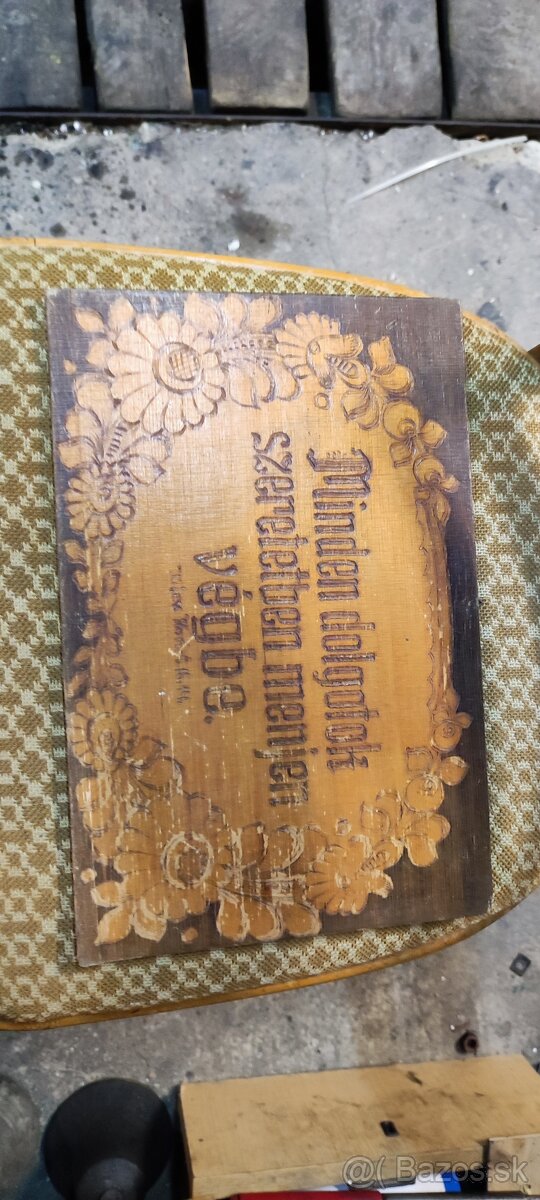 Minden dolgotok
szeretetben menjen
végbe.
@ Bazos.sk